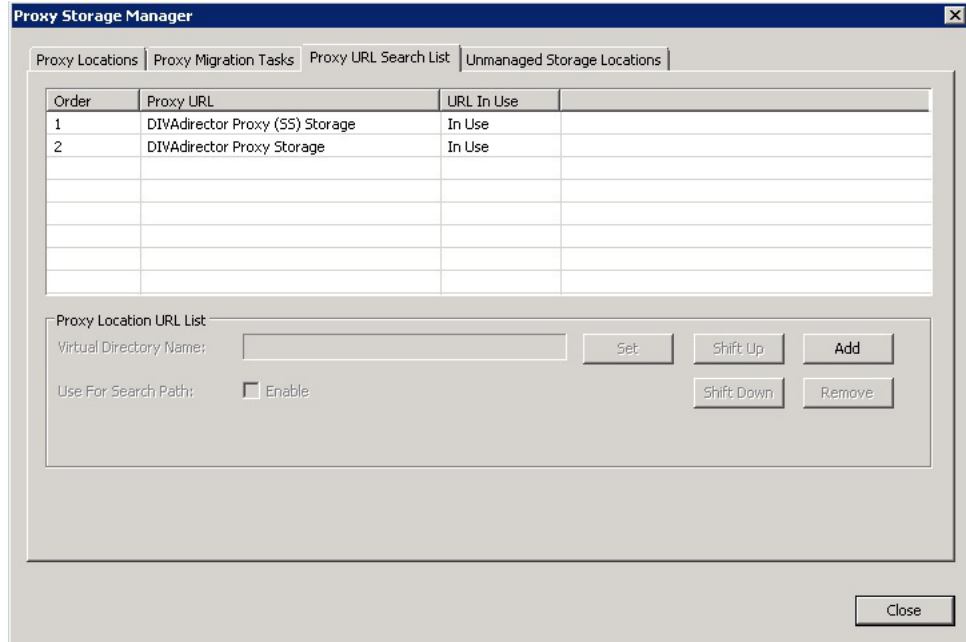 Proxy Storage Manager
Proxy Locations Proxy Migration Tasks Proxy URL Search List Unmanaged Storage Locations
Order Proxy URL URL In Use
1 DIVAdirector Proxy (SS) Storage In Use
2 DIVAdirector Proxy Storage In Use
Proxy Location URL List
Virtual Directory Name: Set Shift Up Add
Use For Search Path: Enable Shift Down Remove
Close